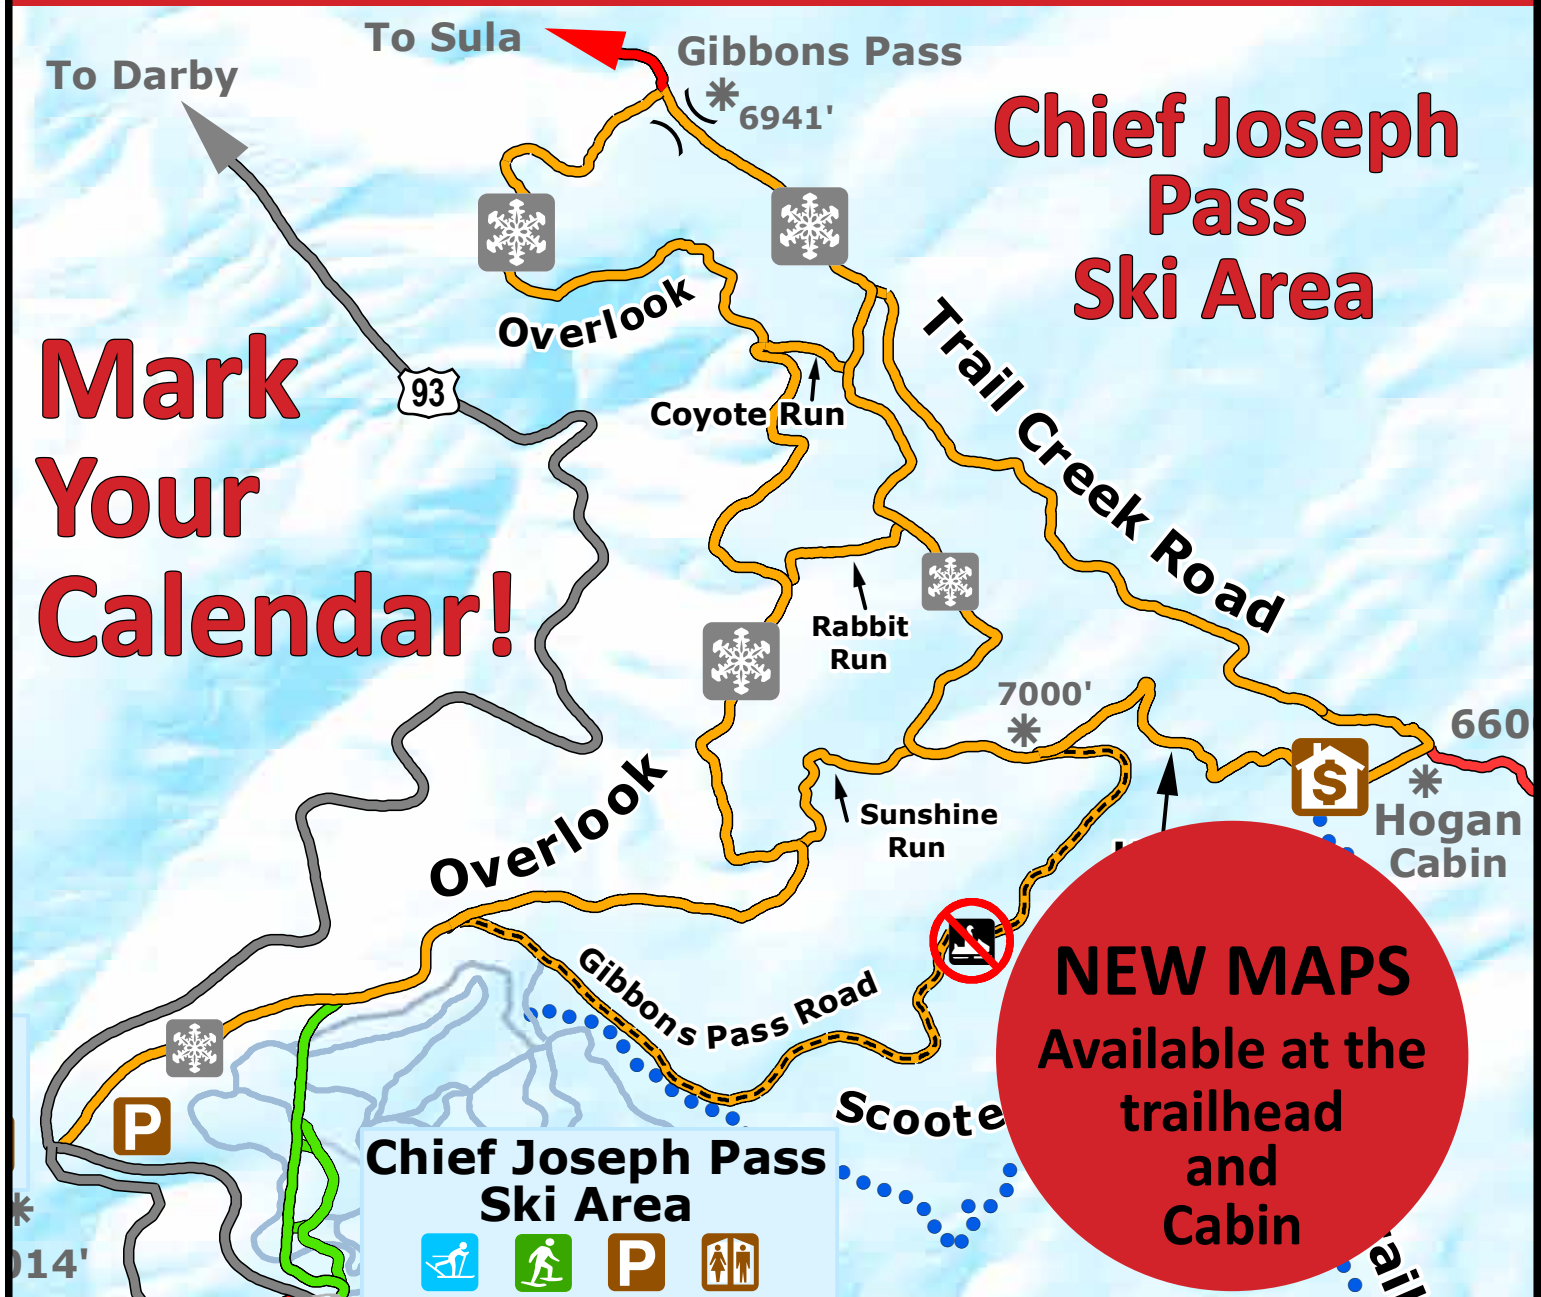 To Sula
Gibbons Pass
To Darby
6941'
Chief Joseph
Pass
Ski Area
Overlook
Trail Creek Road
Mark
Your
Calendar!
93
Coyote Run
Rabbit
Run
7000'
Overlook
Sunshine
Run
$
Hogan
Cabin
Gibbons Pass Road
NEW MAPS
Available at the
trailhead
and
Cabin
P
Chief Joseph Pass
Ski Area
P